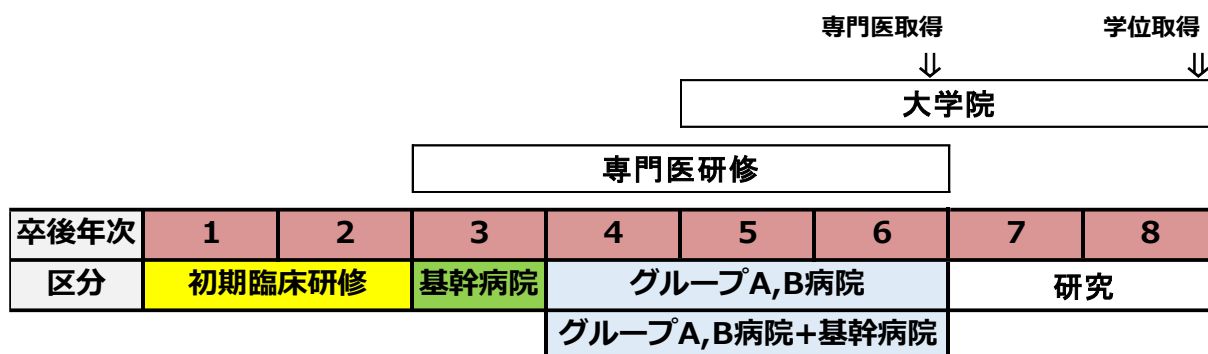 専門医取得 学位取得
⇓ ⇓
大学院
専門医研修
卒後年次 1 2 3 4 5 6 7 8
区分 初期臨床研修 基幹病院 グループA,B病院 研究
グループA,B病院+基幹病院